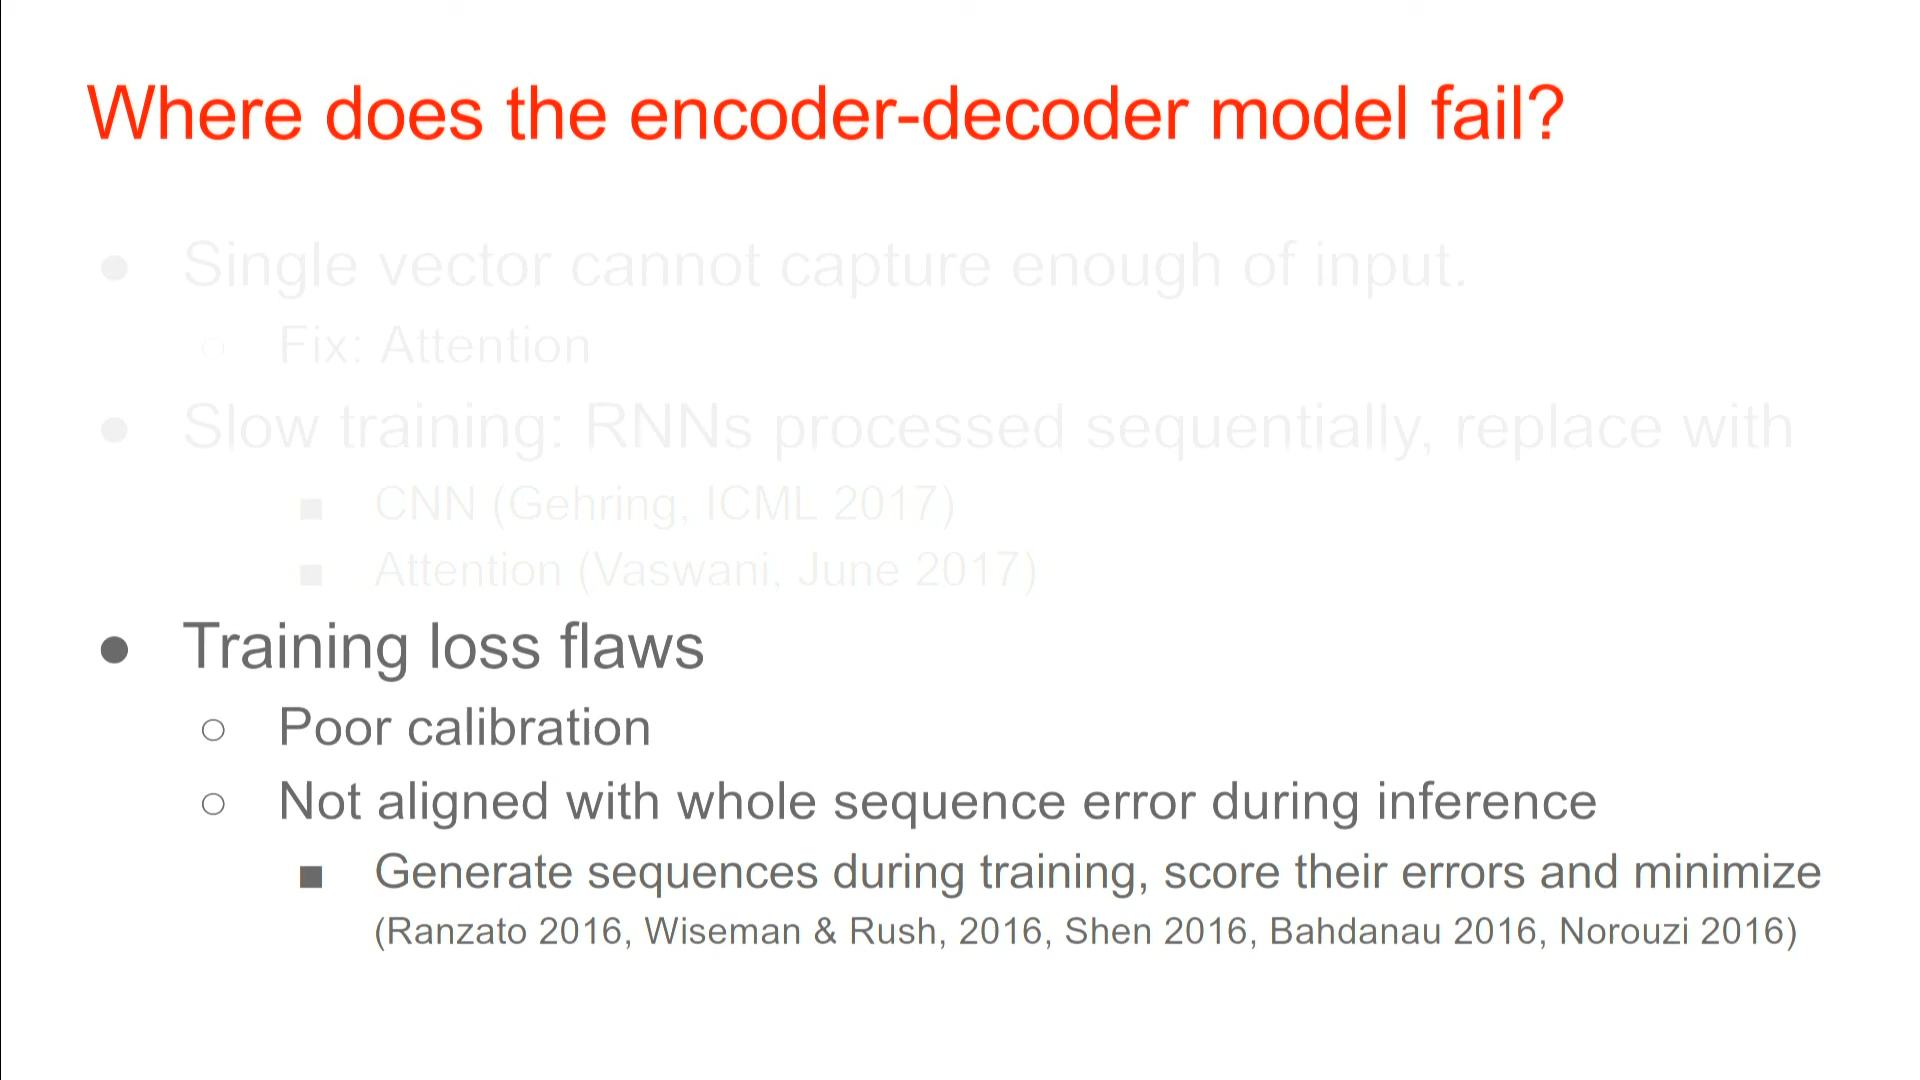 Where does the encoder-decoder model fail?
● Single vector cannot capture enough of input.
○ Fix: Attention
● Slow training: RNNs processed sequentially, replace with
■ CNN (Gehring, ICML 2017)
■ Attention (Vaswani, June 2017)
● Training loss flaws
○ Poor calibration
○ Not aligned with whole sequence error during inference
■ Generate sequences during training, score their errors and minimize
(Ranzato 2016, Wiseman & Rush, 2016, Shen 2016, Bahdanau 2016, Norouzi 2016)